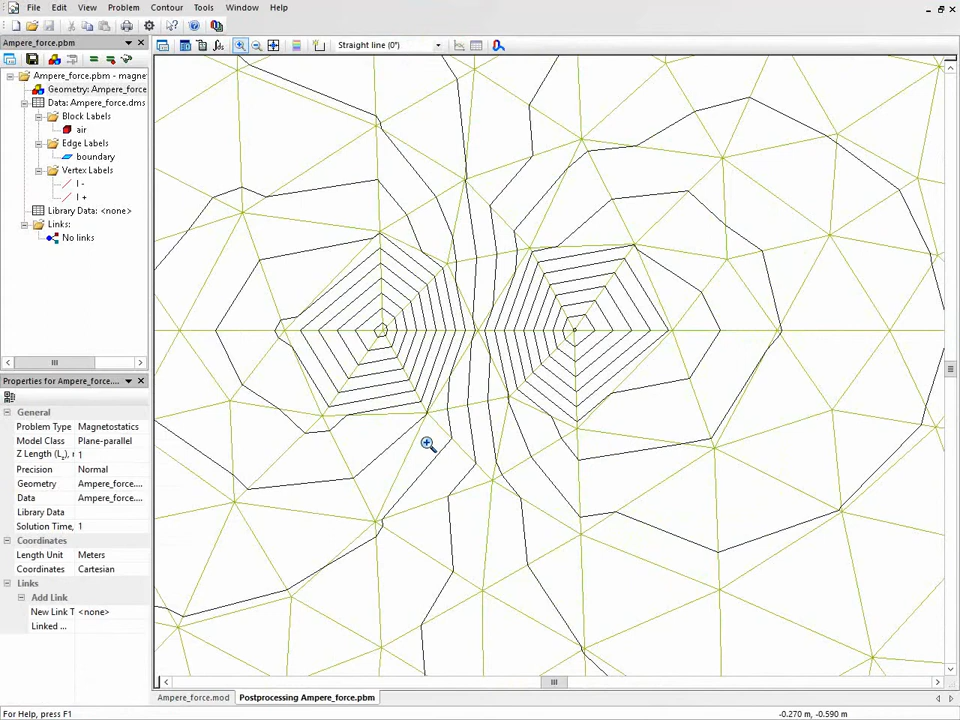 File Edit View Problem Contour Tools Window Help
Straight line (0°)
Ampere_force.pbm
Ampere_force.pbm - magnet
Geometry: Ampere_force
Data: Ampere_force.dms
Block Labels
air
Edge Labels
boundary
Vertex Labels
I -
I +
Library Data: <none>
Links:
No links
Properties for Ampere_force....
General
Problem Type Magnetostatics
Model Class Plane-parallel
Z Length (Lz), 1
Precision Normal
Geometry Ampere_force....
Data Ampere_force....
Library Data
Solution Time, 1
Coordinates
Length Unit Meters
Coordinates Cartesian
Links
Add Link
New Link T <none>
Linked ...
Ampere_force.mod Postprocessing Ampere_force.pbm
For Help, press F1 -0.270 m, -0.590 m